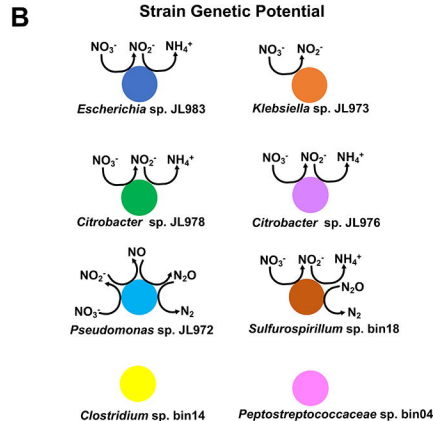 B
Strain Genetic Potential
NO₃⁻ NO₂⁻ NH₄⁺
NO₃⁻ NO₂⁻
Escherichia sp. JL983
Klebsiella sp. JL973
NO₃⁻ NO₂⁻ NH₄⁺
NO₃⁻ NO₂⁻ NH₄⁺
Citrobacter sp. JL978
Citrobacter sp. JL976
NO
NO₂⁻ N₂O
NO₃⁻ N₂
NO₃⁻ NO₂⁻ NH₄⁺
N₂O
N₂
Pseudomonas sp. JL972
Sulfurospirillum sp. bin18
Clostridium sp. bin14
Peptostreptococcaceae sp. bin04